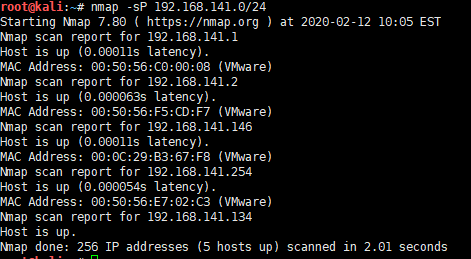 root@kali:~# nmap -sP 192.168.141.0/24
Starting Nmap 7.80 ( https://nmap.org ) at 2020-02-12 10:05 EST
Nmap scan report for 192.168.141.1
Host is up (0.00011s latency).
MAC Address: 00:50:56:C0:00:08 (VMware)
Nmap scan report for 192.168.141.2
Host is up (0.000063s latency).
MAC Address: 00:50:56:F5:CD:F7 (VMware)
Nmap scan report for 192.168.141.146
Host is up (0.00011s latency).
MAC Address: 00:0C:29:B3:67:F8 (VMware)
Nmap scan report for 192.168.141.254
Host is up (0.000054s latency).
MAC Address: 00:50:56:E7:02:C3 (VMware)
Nmap scan report for 192.168.141.134
Host is up.
Nmap done: 256 IP addresses (5 hosts up) scanned in 2.01 seconds
root@kali:~#